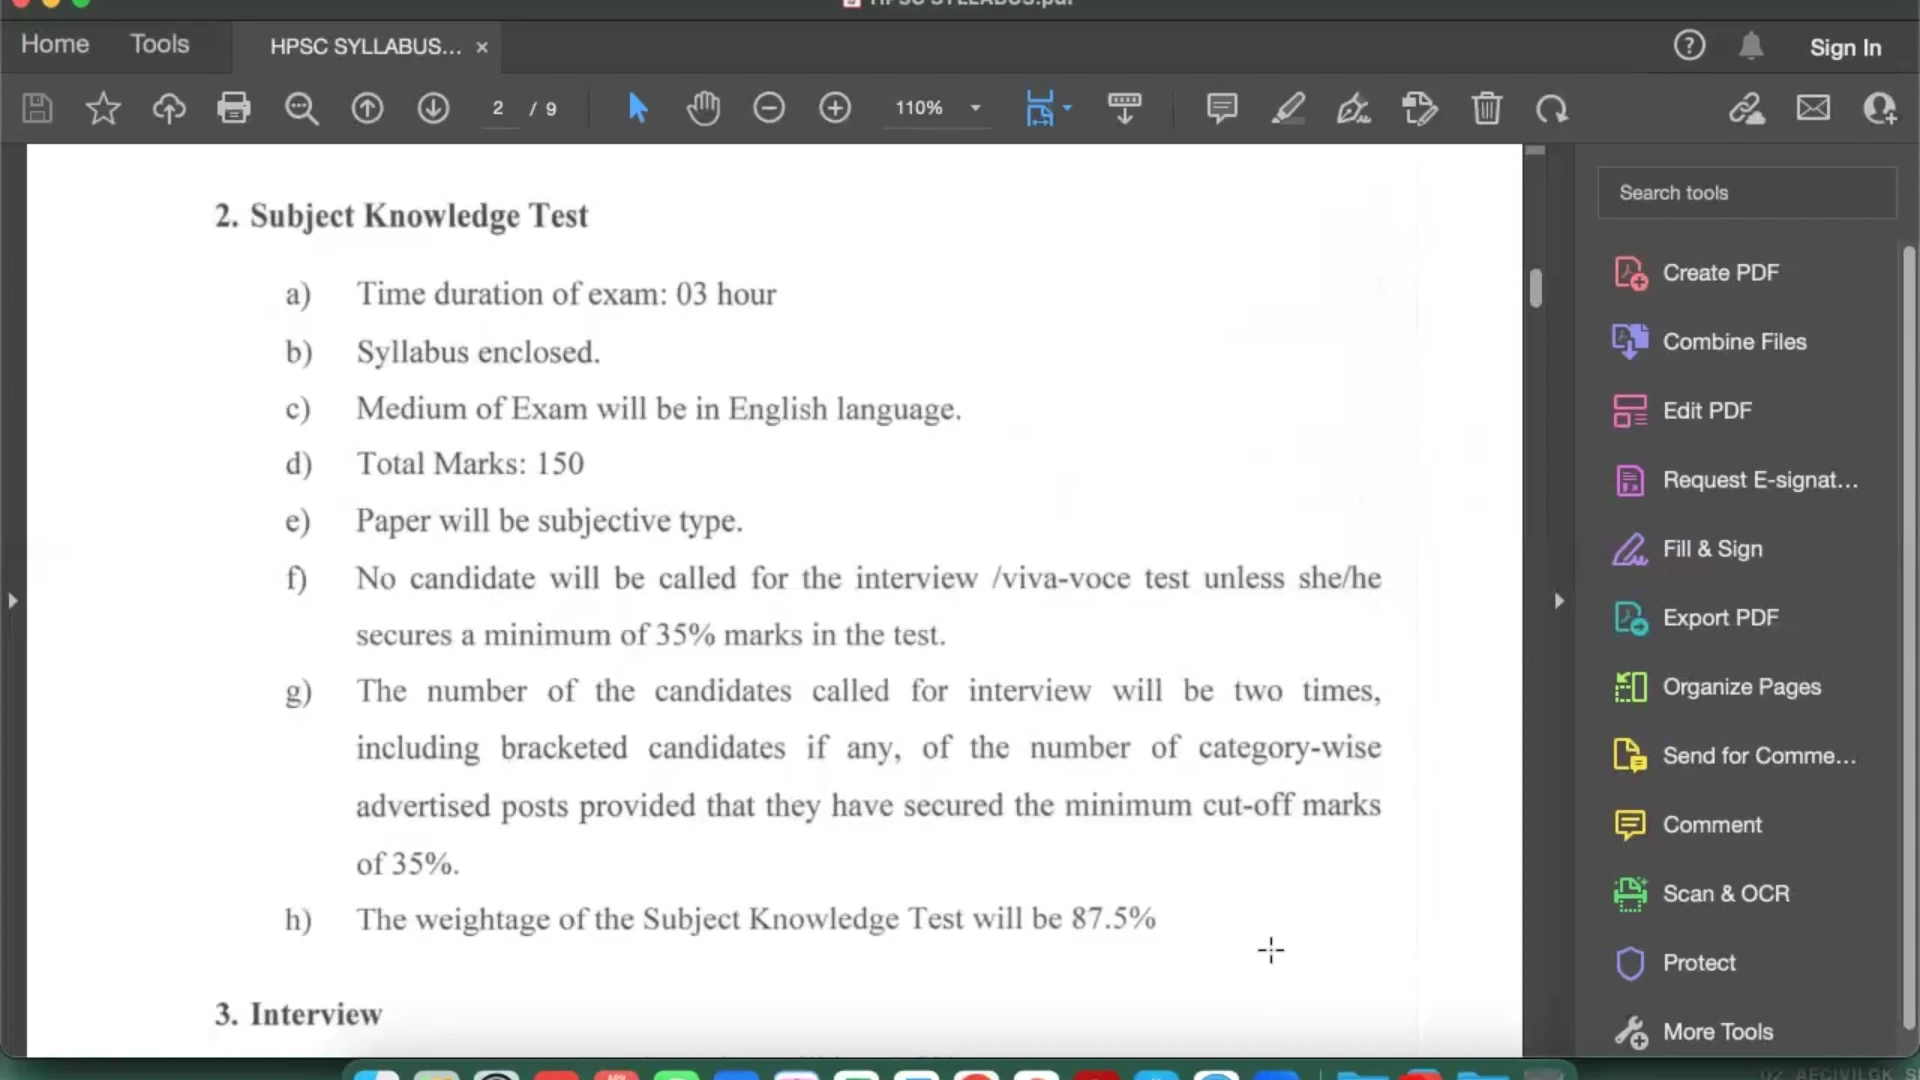 HPSC SYLLABUS.pdf
Home
Tools
HPSC SYLLABUS... ×
Sign In
2 / 9
110%
2. Subject Knowledge Test
a) Time duration of exam: 03 hour
b) Syllabus enclosed.
c) Medium of Exam will be in English language.
d) Total Marks: 150
e) Paper will be subjective type.
f) No candidate will be called for the interview /viva-voce test unless she/he
secures a minimum of 35% marks in the test.
g) The number of the candidates called for interview will be two times,
including bracketed candidates if any, of the number of category-wise
advertised posts provided that they have secured the minimum cut-off marks
of 35%.
h) The weightage of the Subject Knowledge Test will be 87.5%
3. Interview
Search tools
Create PDF
Combine Files
Edit PDF
Request E-signat...
Fill & Sign
Export PDF
Organize Pages
Send for Comme...
Comment
Scan & OCR
Protect
More Tools